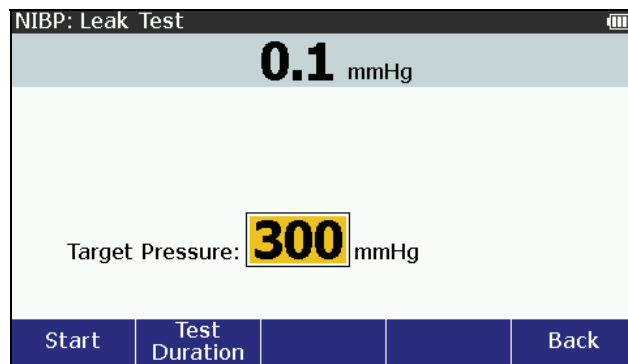 NIBP: Leak Test
0.1 mmHg
Target Pressure: 300 mmHg
Start
Test
Duration
Back